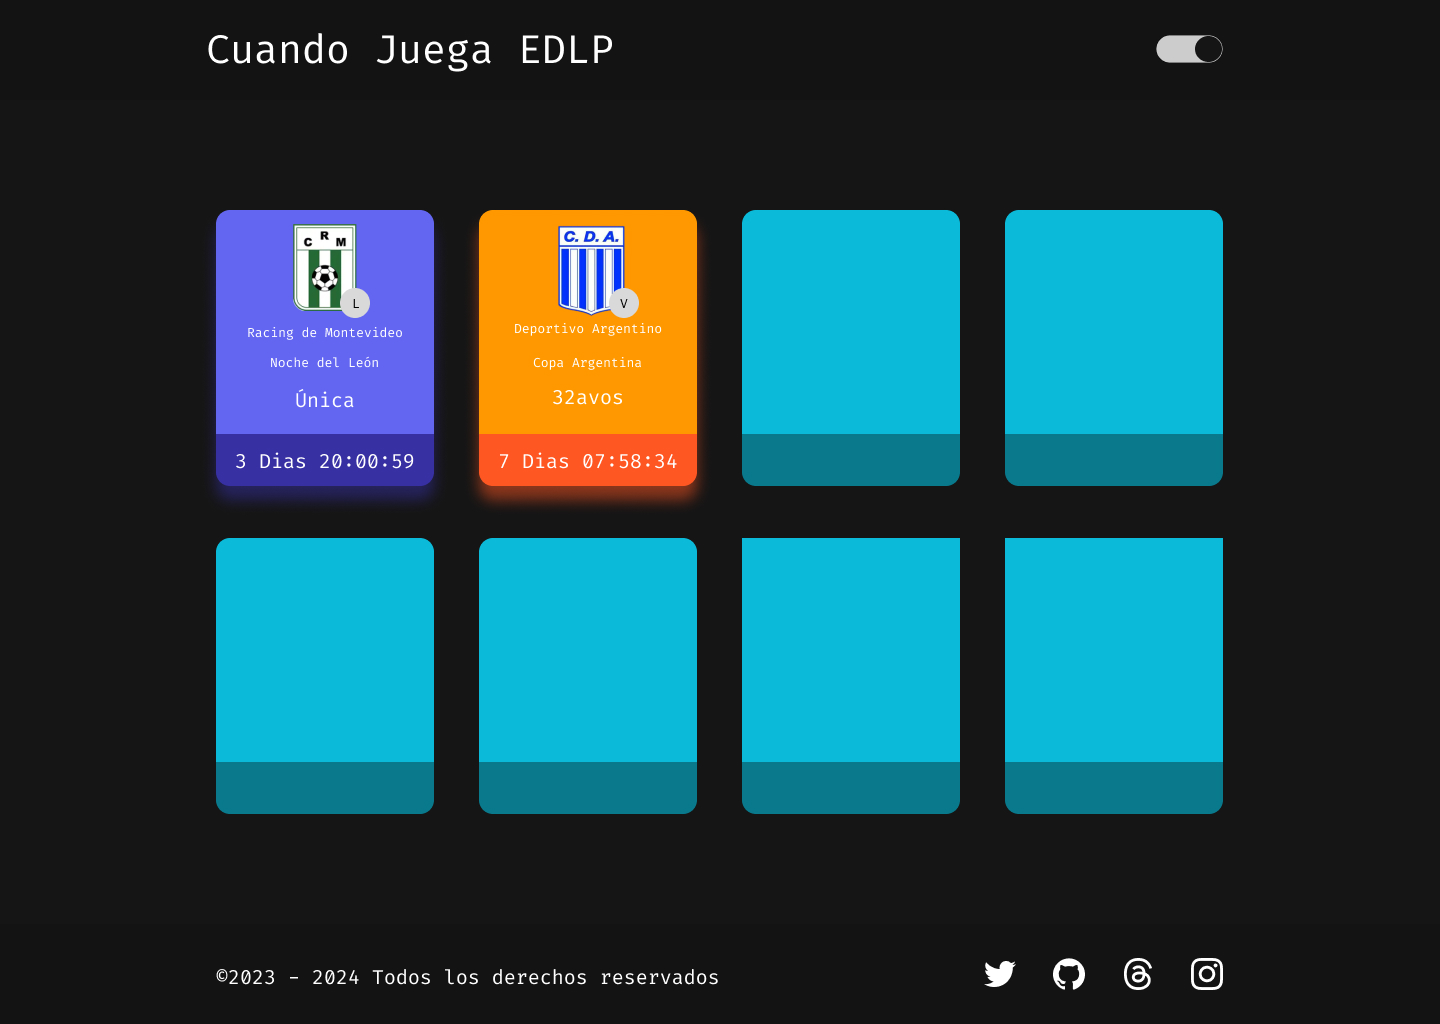 Cuando Juega EDLP
C R M
L
Racing de Montevideo
Noche del León
Única
3 Dias 20:00:59
C. D. A.
V
Deportivo Argentino
Copa Argentina
32avos
7 Dias 07:58:34
©2023 - 2024 Todos los derechos reservados